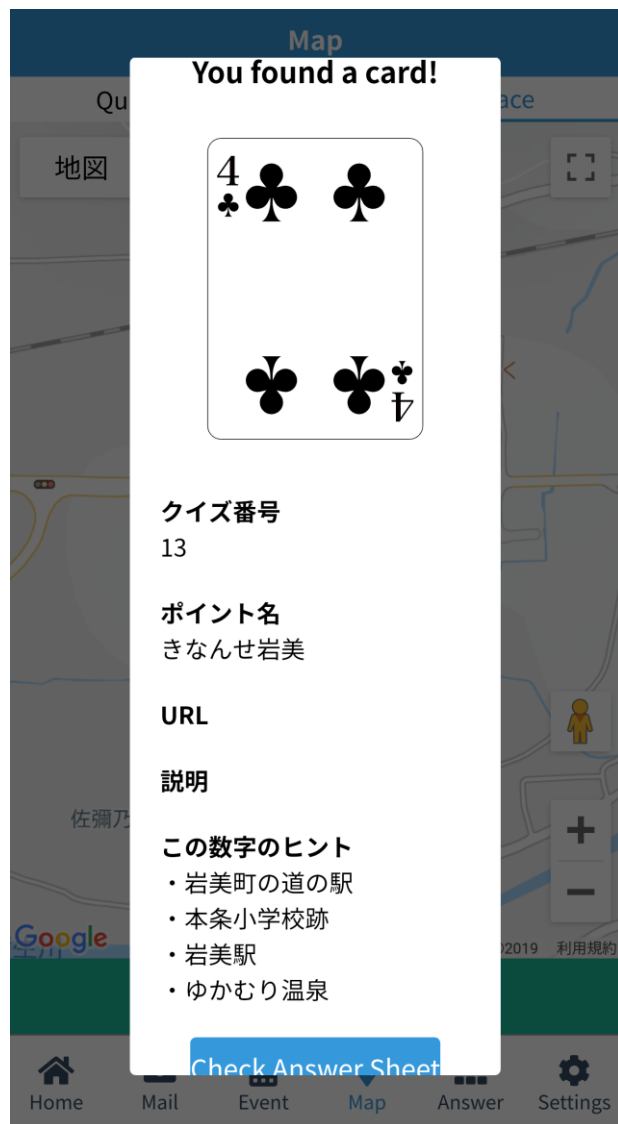 Map
You found a card!
Qu
ace
地図
4
4
クイズ番号
13
ポイント名
きなんせ岩美
URL
説明
佐彌乃
この数字のヒント
・岩美町の道の駅
・本条小学校跡
・岩美駅
・ゆかむり温泉
Google
2019 利用規約
Check Answer Sheet
Home
Mail
Event
Map
Answer
Settings